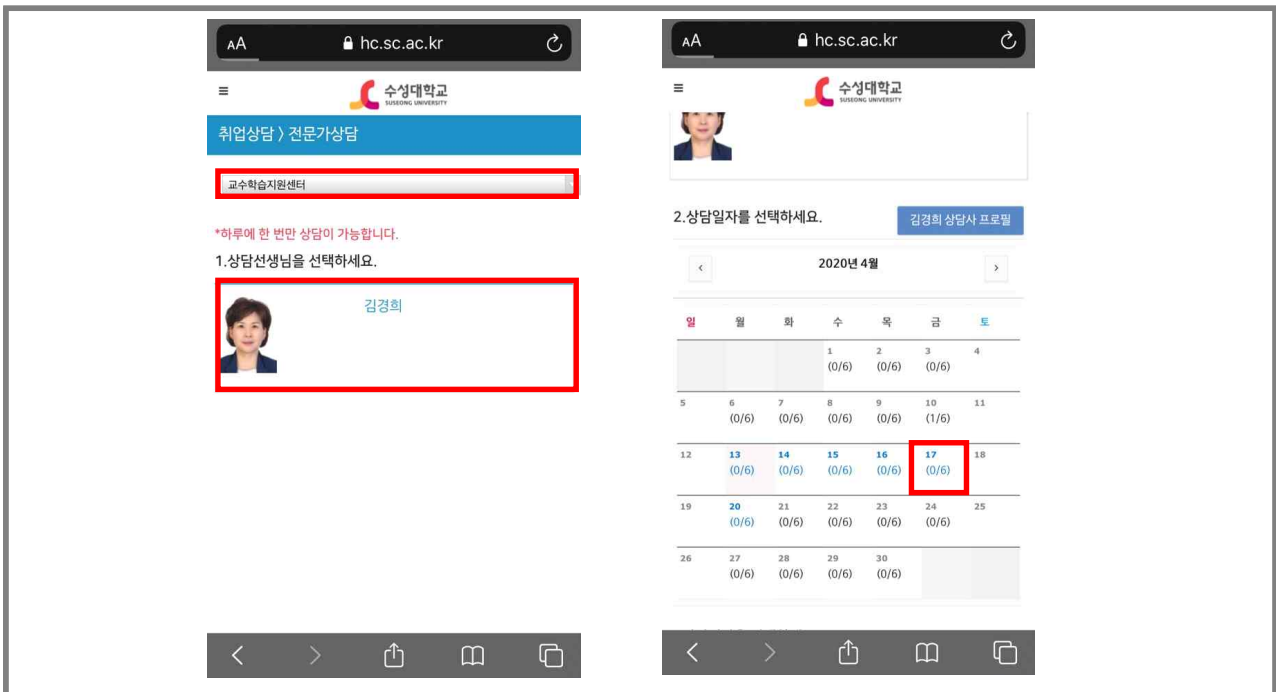 AA hc.sc.ac.kr
수성대학교
SUSEONG UNIVERSITY
취업상담 〉 전문가상담
교수학습지원센터
*하루에 한 번만 상담이 가능합니다.
1.상담선생님을 선택하세요.
김경희
AA hc.sc.ac.kr
수성대학교
SUSEONG UNIVERSITY
2.상담일자를 선택하세요. 김경희 상담사 프로필
‹ 2020년 4월 ›
일 월 화 수 목 금 토
1 2 3 4
(0/6) (0/6) (0/6)
5 6 7 8 9 10 11
(0/6) (0/6) (0/6) (0/6) (1/6)
12 13 14 15 16 17 18
(0/6) (0/6) (0/6) (0/6) (0/6)
19 20 21 22 23 24 25
(0/6) (0/6) (0/6) (0/6) (0/6)
26 27 28 29 30
(0/6) (0/6) (0/6) (0/6)